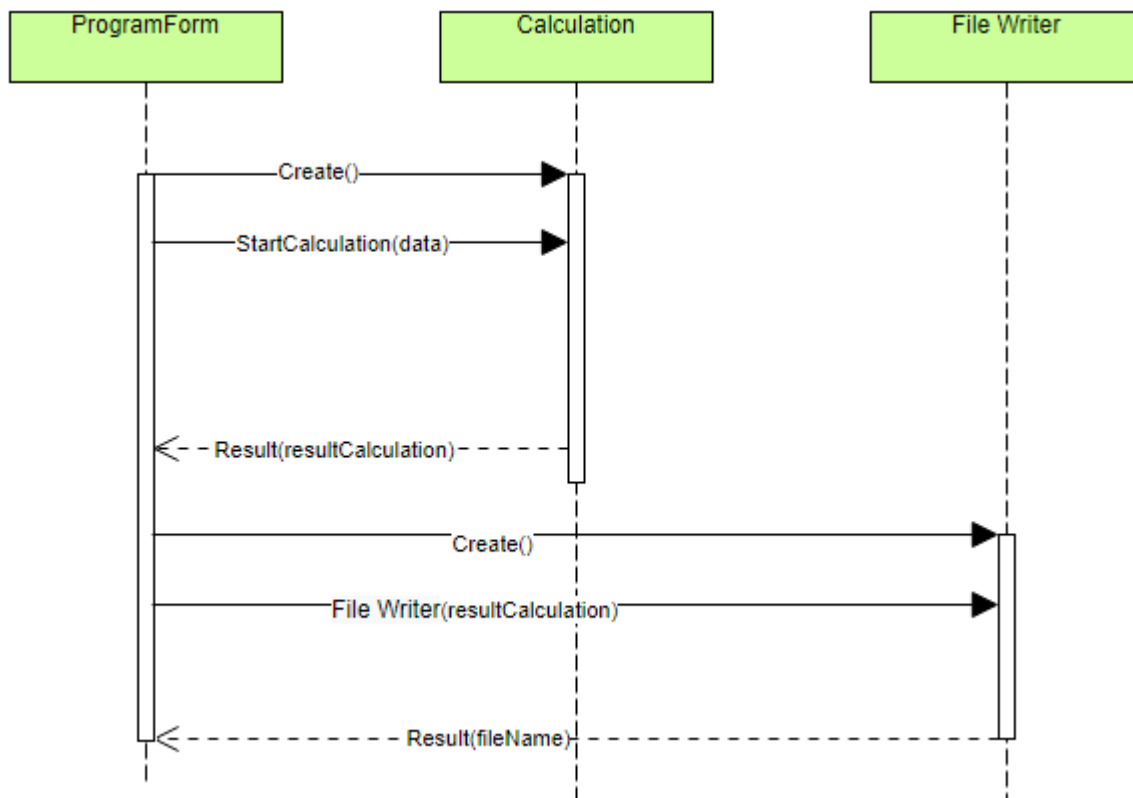 ProgramForm
Calculation
File Writer
Create()
StartCalculation(data)
Result(resultCalculation)
Create()
File Writer(resultCalculation)
Result(fileName)